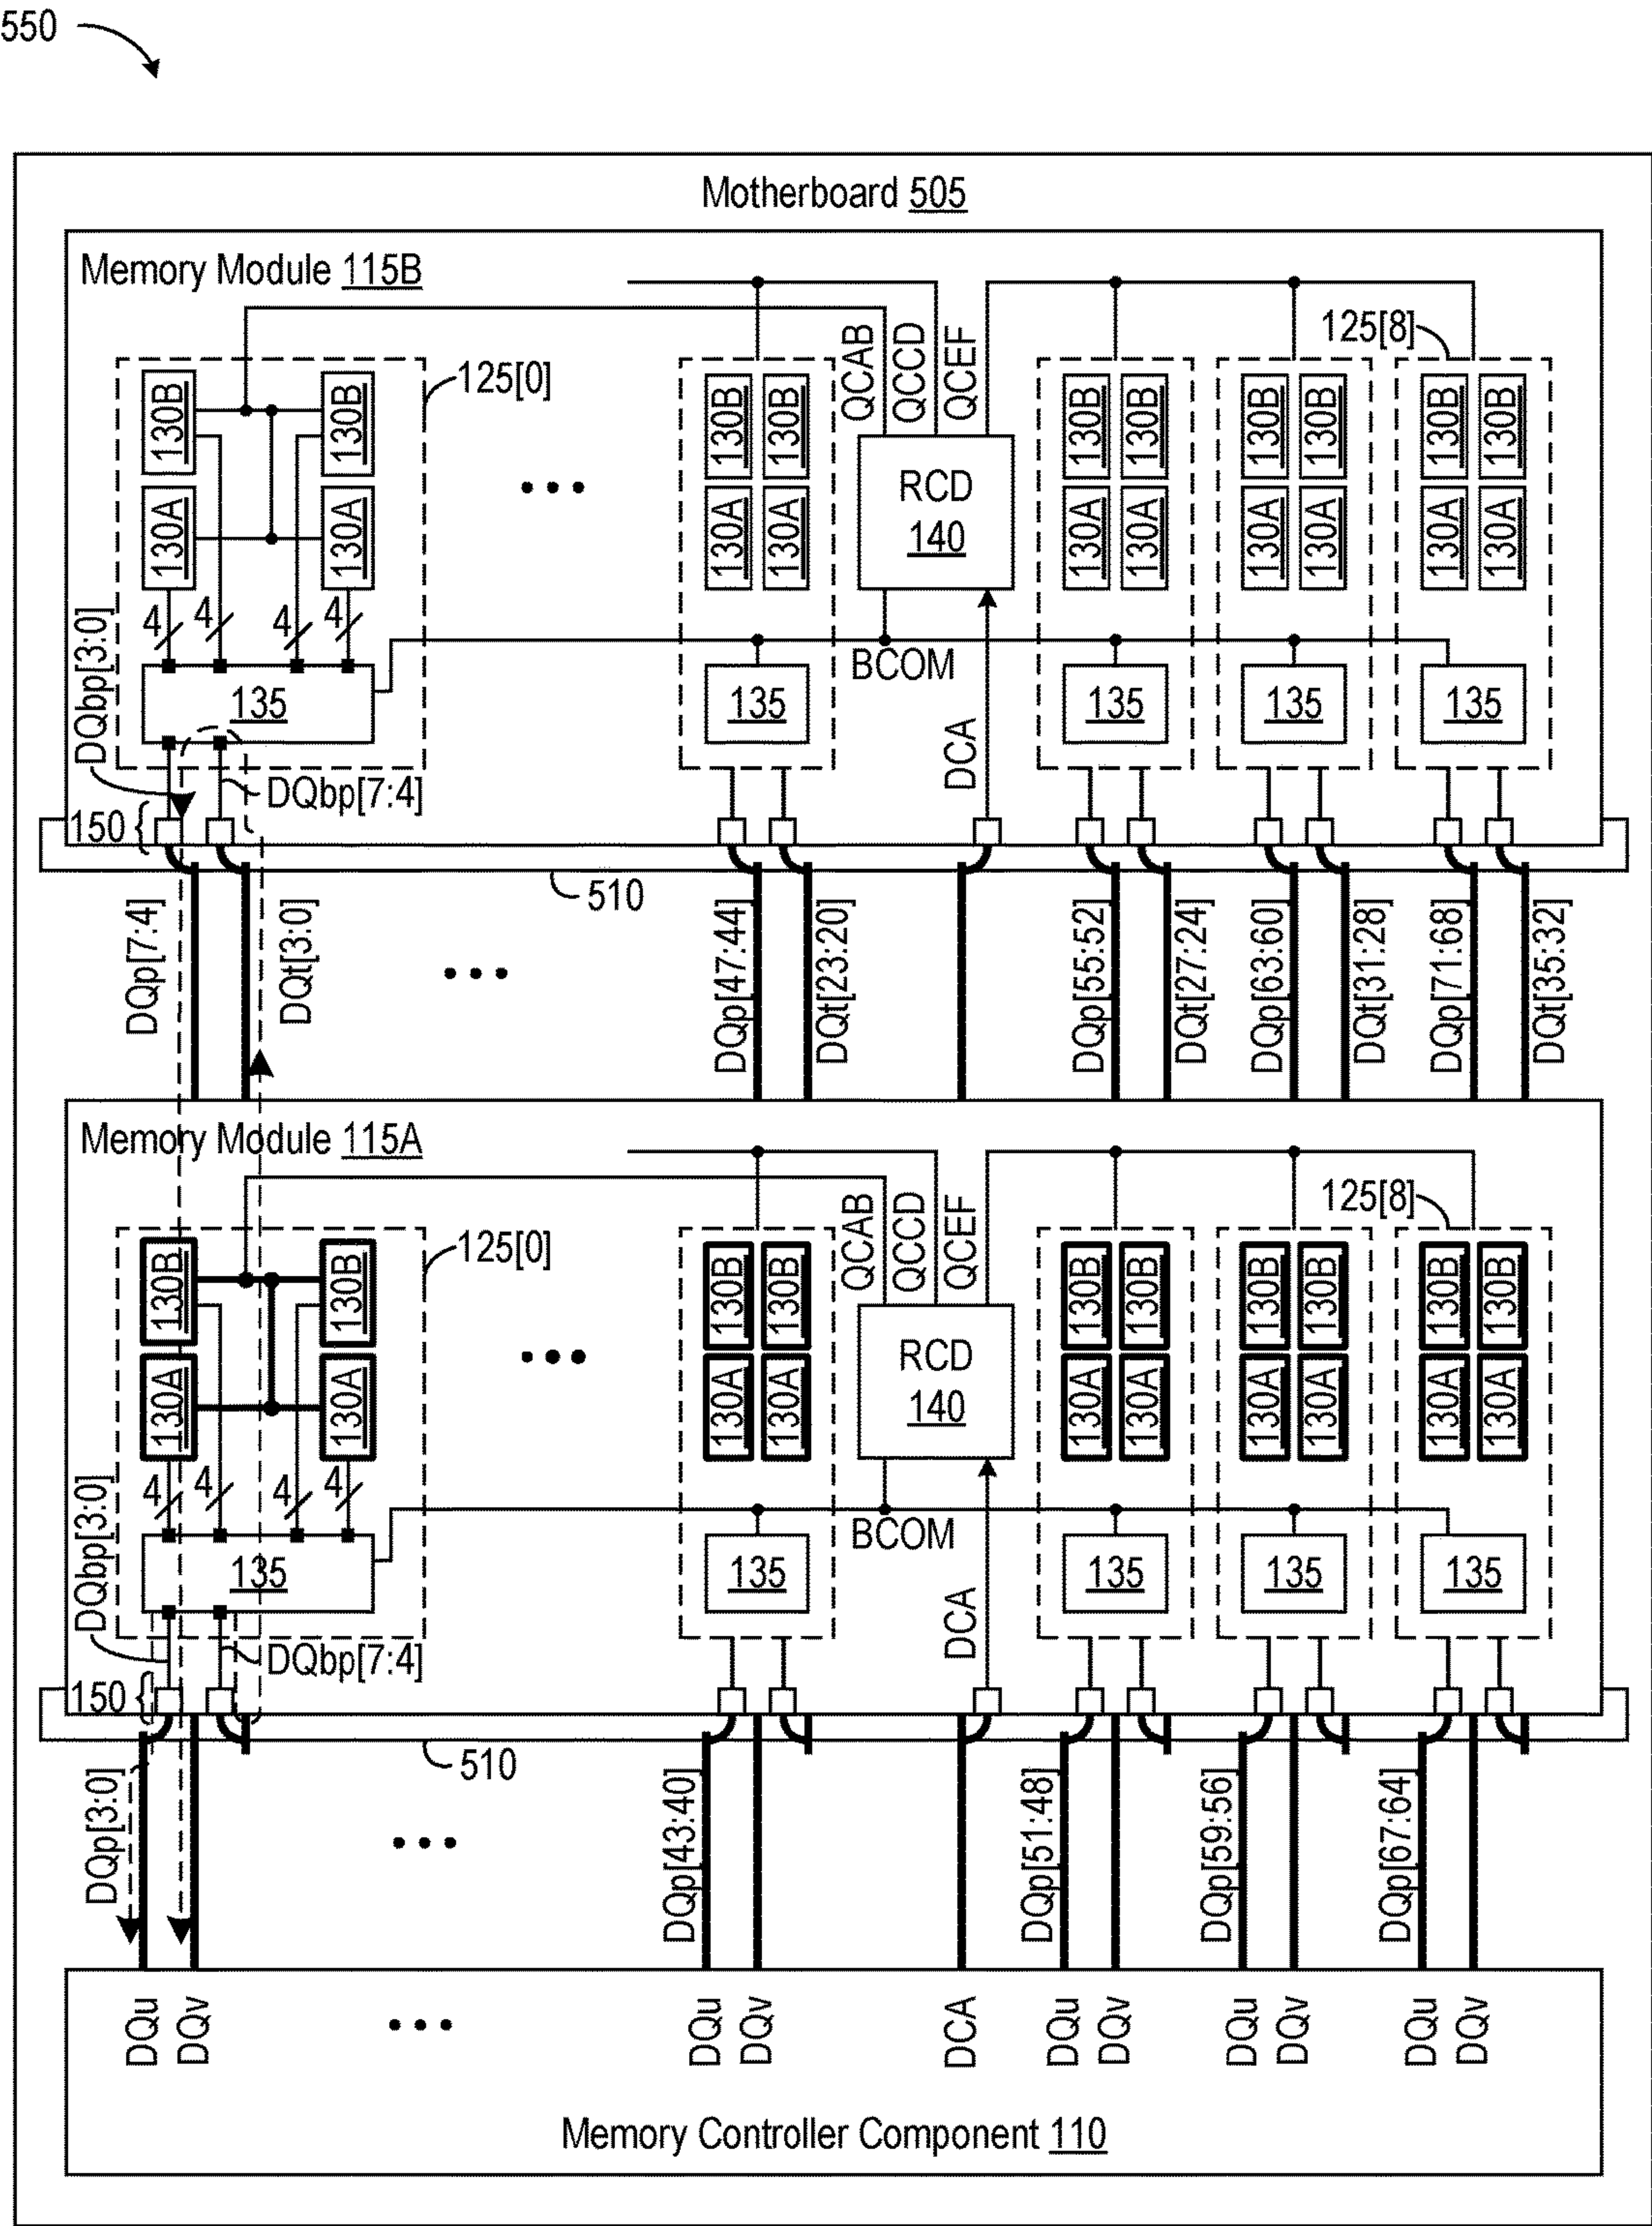 550
Motherboard 505
Memory Module 115B
125[8]
125[0]
QCAB
QCCD
QCEF
130B
130B
130B
130B
130B
130B
130B
130B
130B
130B
130A
130A
130A
130A
130A
130A
130A
130A
130A
130A
RCD
140
4
4
4
4
DQbp[3:0]
BCOM
135
135
135
135
135
DCA
DQbp[7:4]
150
510
DQp[7:4]
DQt[3:0]
DQp[47:44]
DQt[23:20]
DQp[55:52]
DQt[27:24]
DQp[63:60]
DQt[31:28]
DQp[71:68]
DQt[35:32]
Memory Module 115A
125[8]
125[0]
QCAB
QCCD
QCEF
130B
130B
130B
130B
130B
130B
130B
130B
130B
130B
130A
130A
130A
130A
130A
130A
130A
130A
130A
130A
RCD
140
4
4
4
4
DQbp[3:0]
BCOM
135
135
135
135
135
DCA
DQbp[7:4]
150
510
DQp[3:0]
DQp[43:40]
DQp[51:48]
DQp[59:56]
DQp[67:64]
DQu
DQv
DQu
DQv
DCA
DQu
DQv
DQu
DQv
DQu
DQv
Memory Controller Component 110